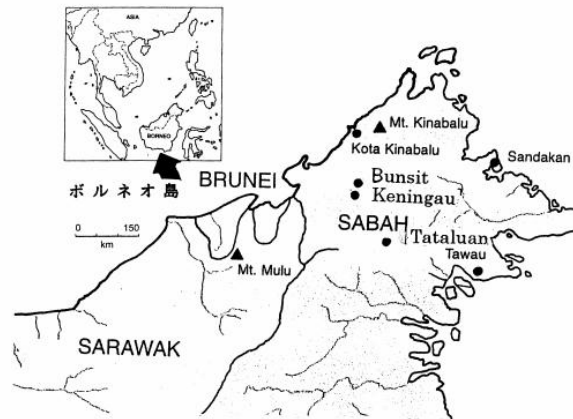 ASIA
BORNEO
ボルネオ島
BRUNEI
0 150
km
Mt. Kinabalu
Kota Kinabalu
Sandakan
Bunsit
Keningau
SABAH
Tataluan
Tawau
Mt. Mulu
SARAWAK